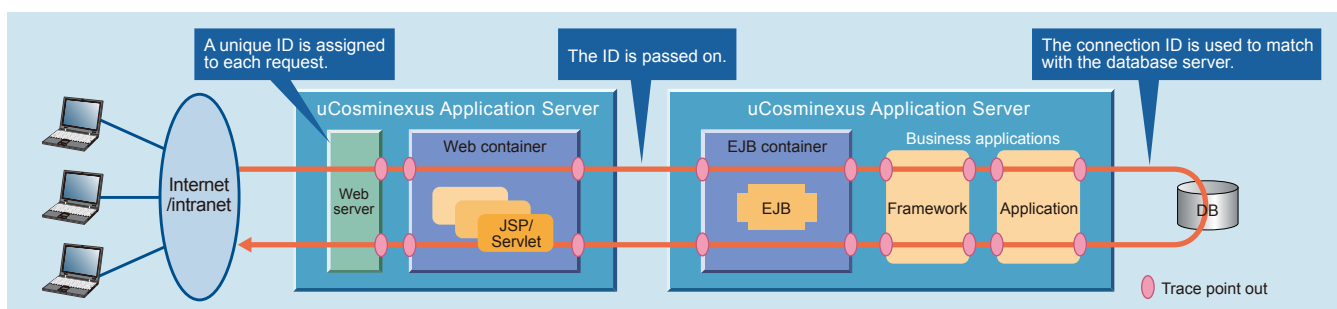 A unique ID is assigned
to each request.
The ID is passed on.
The connection ID is used to match
with the database server.
uCosminexus Application Server
uCosminexus Application Server
Web container
EJB container
Business applications
Internet
/intranet
Web
server
JSP/
Servlet
EJB
Framework
Application
DB
Trace point out